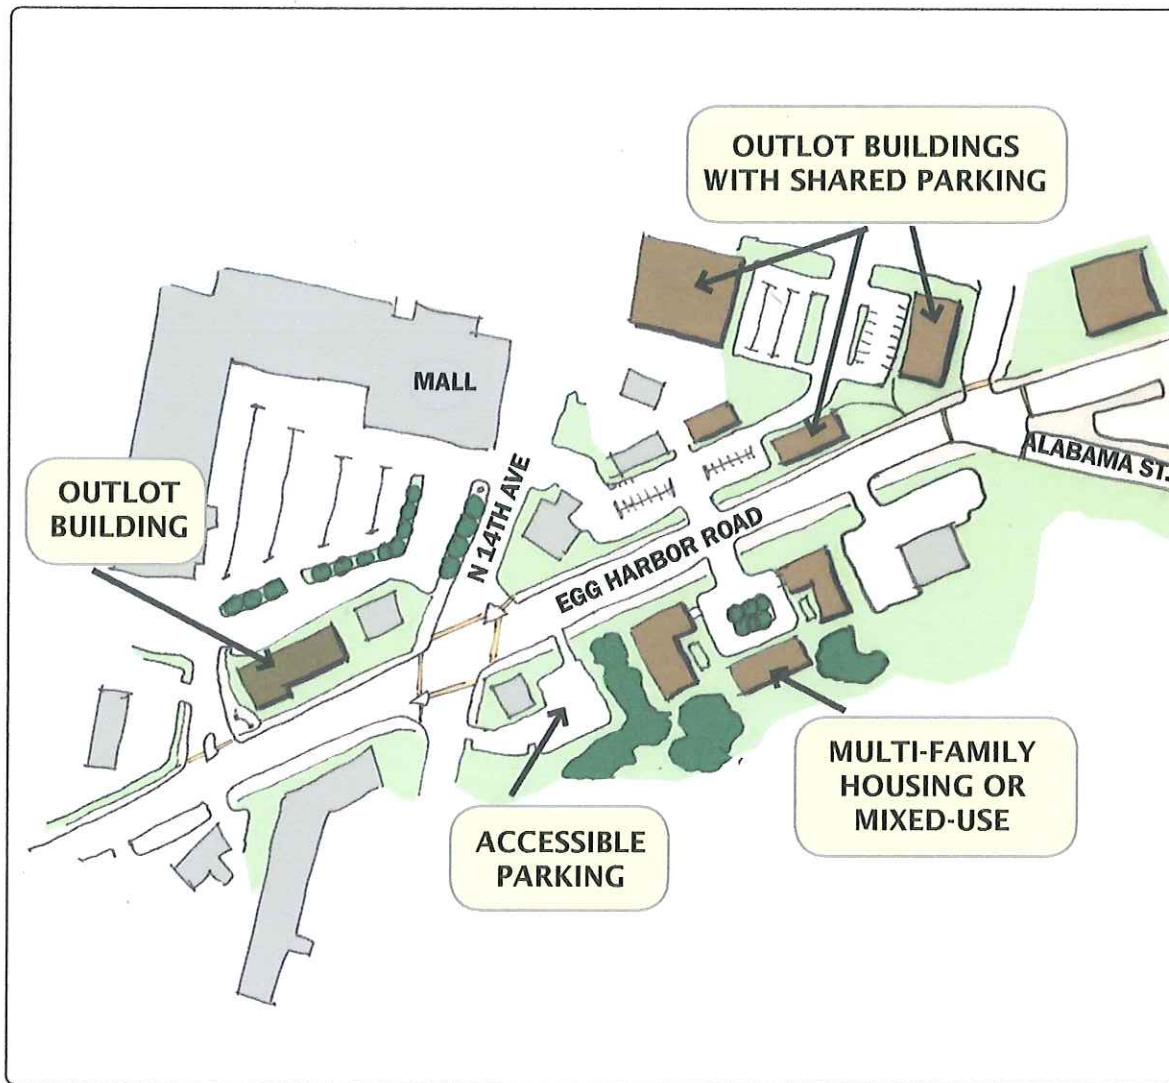 OUTLOT BUILDINGS
WITH SHARED PARKING
MALL
OUTLOT
BUILDING
N 14TH AVE
EGG HARBOR ROAD
ALABAMA ST.
MULTI-FAMILY
HOUSING OR
MIXED-USE
ACCESSIBLE
PARKING